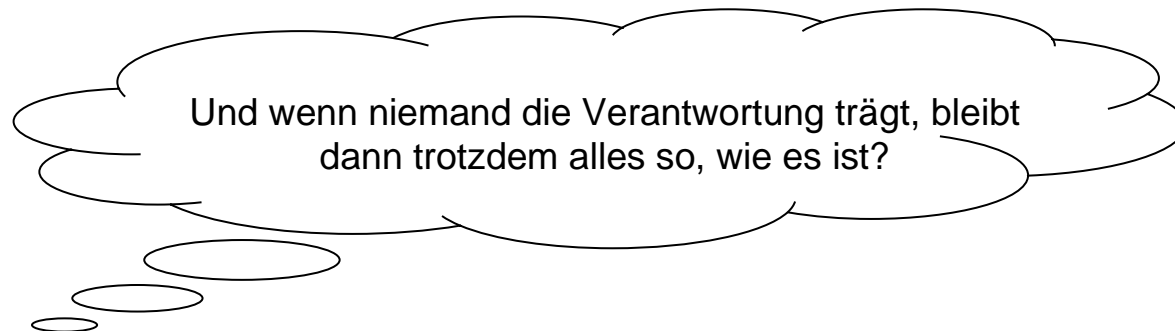 Und wenn niemand die Verantwortung trägt, bleibt
dann trotzdem alles so, wie es ist?